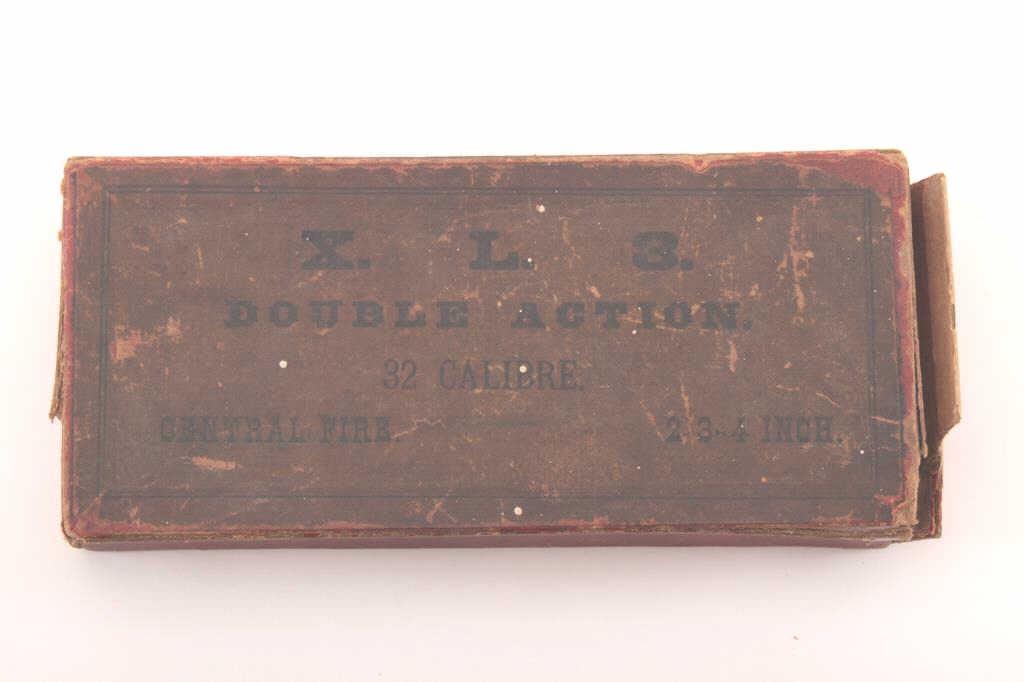 X. L. 3.
DOUBLE ACTION.
32 CALIBRE.
CENTRAL FIRE. 2 3-4 INCH.